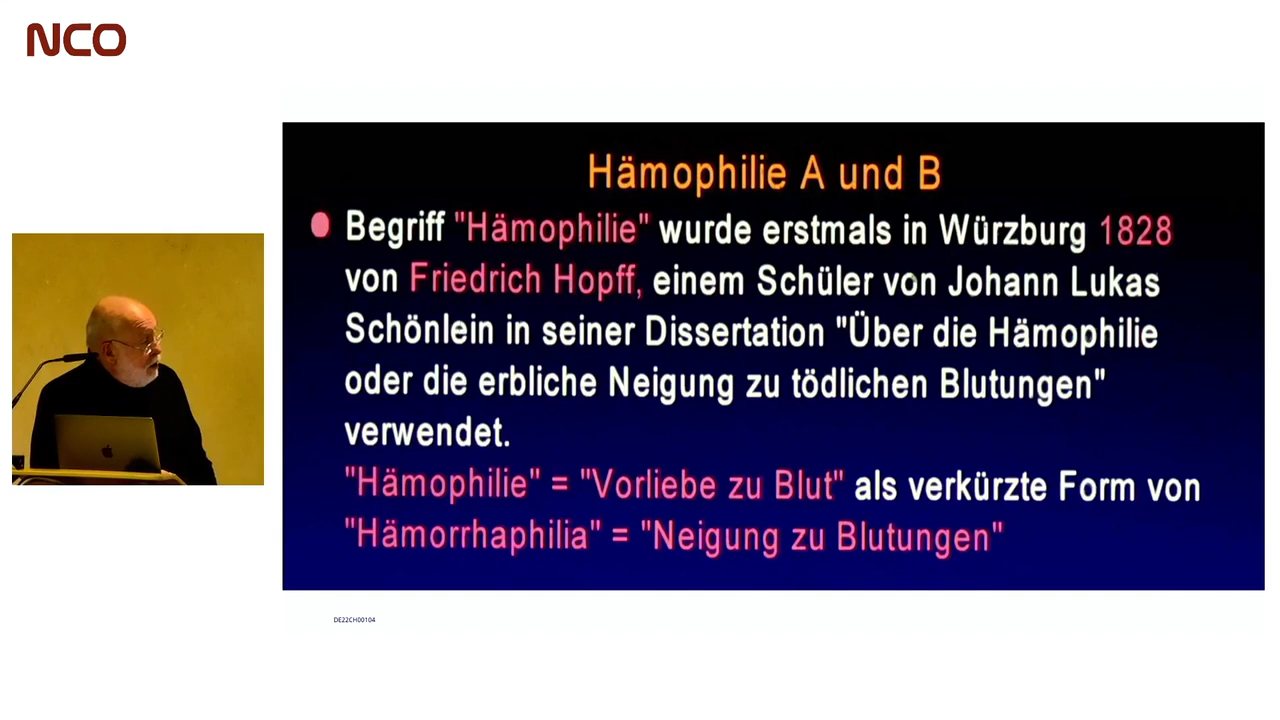 NCO
Hämophilie A und B
Begriff "Hämophilie" wurde erstmals in Würzburg 1828
von Friedrich Hopff, einem Schüler von Johann Lukas
Schönlein in seiner Dissertation "Über die Hämophilie
oder die erbliche Neigung zu tödlichen Blutungen"
verwendet.
"Hämophilie" = "Vorliebe zu Blut" als verkürzte Form von
"Hämorrhaphilia" = "Neigung zu Blutungen"
DE22CH00104